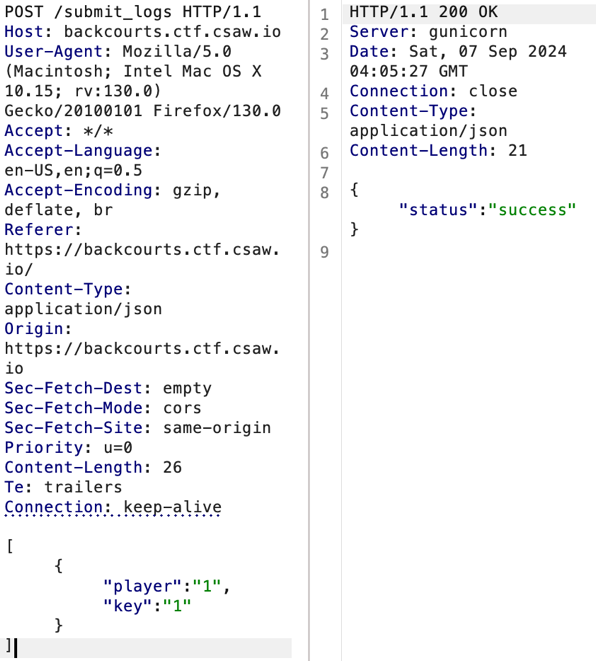 POST /submit_logs HTTP/1.1
Host: backcourts.ctf.csaw.io
User-Agent: Mozilla/5.0
(Macintosh; Intel Mac OS X
10.15; rv:130.0)
Gecko/20100101 Firefox/130.0
Accept: */*
Accept-Language:
en-US,en;q=0.5
Accept-Encoding: gzip,
deflate, br
Referer:
https://backcourts.ctf.csaw.
io/
Content-Type:
application/json
Origin:
https://backcourts.ctf.csaw.
io
Sec-Fetch-Dest: empty
Sec-Fetch-Mode: cors
Sec-Fetch-Site: same-origin
Priority: u=0
Content-Length: 26
Te: trailers
Connection: keep-alive
[
{
"player":"1",
"key":"1"
}
]
1 HTTP/1.1 200 OK
2 Server: gunicorn
3 Date: Sat, 07 Sep 2024
04:05:27 GMT
4 Connection: close
5 Content-Type:
application/json
6 Content-Length: 21
7
8 {
"status":"success"
}
9